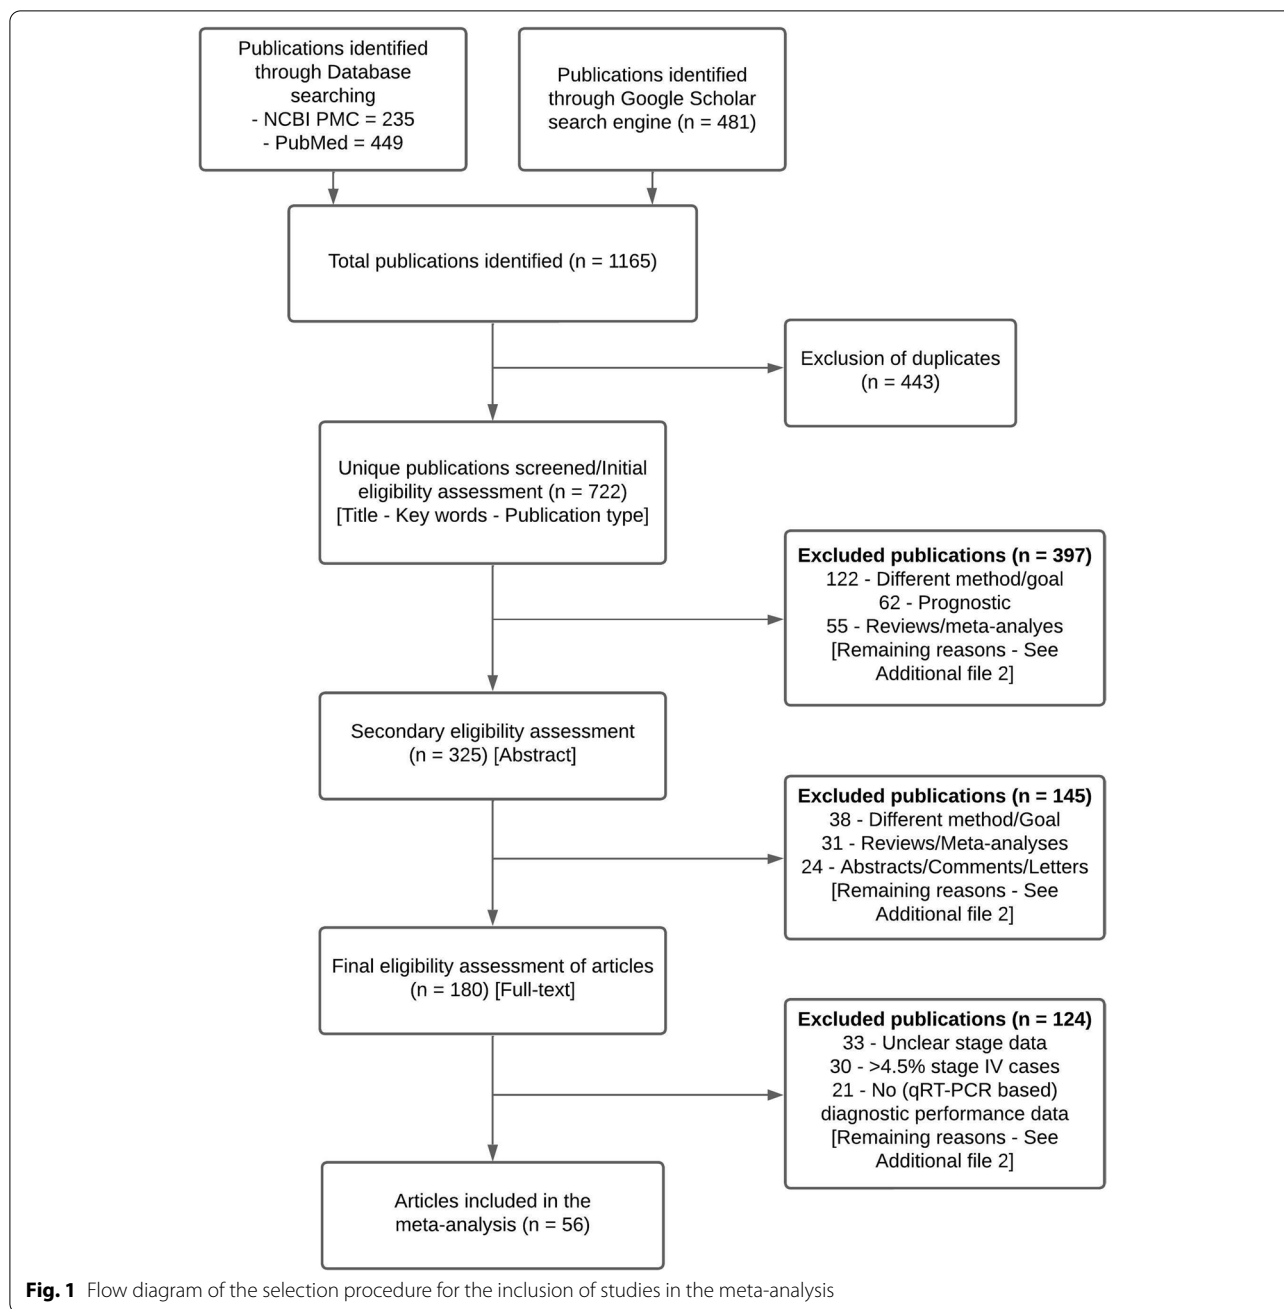 Publications identified
through Database
searching
- NCBI PMC = 235
- PubMed = 449
Publications identified
through Google Scholar
search engine (n = 481)
Total publications identified (n = 1165)
Exclusion of duplicates
(n = 443)
Unique publications screened/Initial
eligibility assessment (n = 722)
[Title - Key words - Publication type]
Excluded publications (n = 397)
122 - Different method/goal
62 - Prognostic
55 - Reviews/meta-analyes
[Remaining reasons - See
Additional file 2]
Secondary eligibility assessment
(n = 325) [Abstract]
Excluded publications (n = 145)
38 - Different method/Goal
31 - Reviews/Meta-analyses
24 - Abstracts/Comments/Letters
[Remaining reasons - See
Additional file 2]
Final eligibility assessment of articles
(n = 180) [Full-text]
Excluded publications (n = 124)
33 - Unclear stage data
30 - >4.5% stage IV cases
21 - No (qRT-PCR based)
diagnostic performance data
[Remaining reasons - See
Additional file 2]
Articles included in the
meta-analysis (n = 56)
Fig. 1 Flow diagram of the selection procedure for the inclusion of studies in the meta-analysis